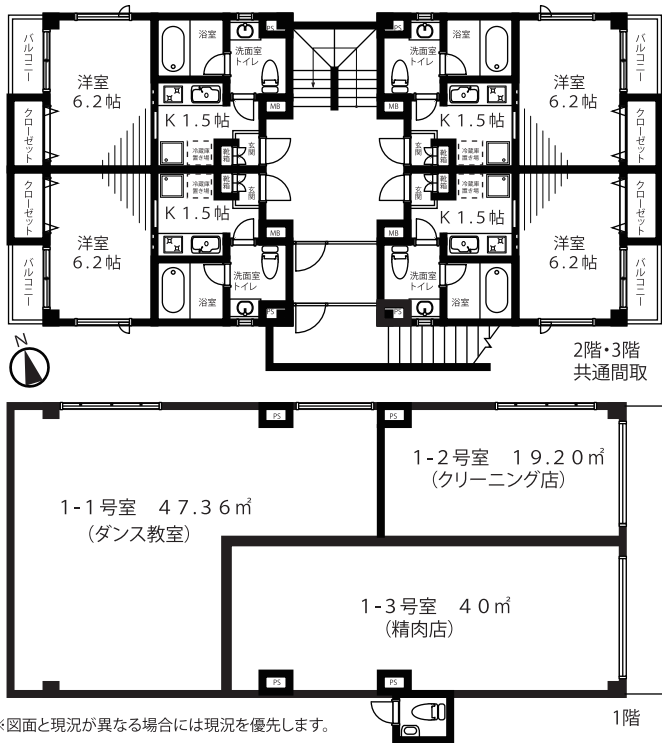 バルコニー
洋室
6.2帖
浴室
洗面室
トイレ
PS
PS
洗面室
トイレ
浴室
洋室
6.2帖
バルコニー
クローゼット
K 1.5帖
冷蔵庫
置き場
靴箱
玄関
MB
MB
玄関
靴箱
K 1.5帖
冷蔵庫
置き場
クローゼット
クローゼット
洋室
6.2帖
K 1.5帖
冷蔵庫
置き場
靴箱
玄関
MB
MB
玄関
靴箱
冷蔵庫
置き場
K 1.5帖
洋室
6.2帖
クローゼット
バルコニー
浴室
洗面室
トイレ
PS
PS
洗面室
トイレ
浴室
バルコニー
N
2階・3階
共通間取
PS
PS
1-1号室 47.36㎡
(ダンス教室)
1-2号室 19.20㎡
(クリーニング店)
1-3号室 40㎡
(精肉店)
PS
PS
※図面と現況が異なる場合には現況を優先します。
1階